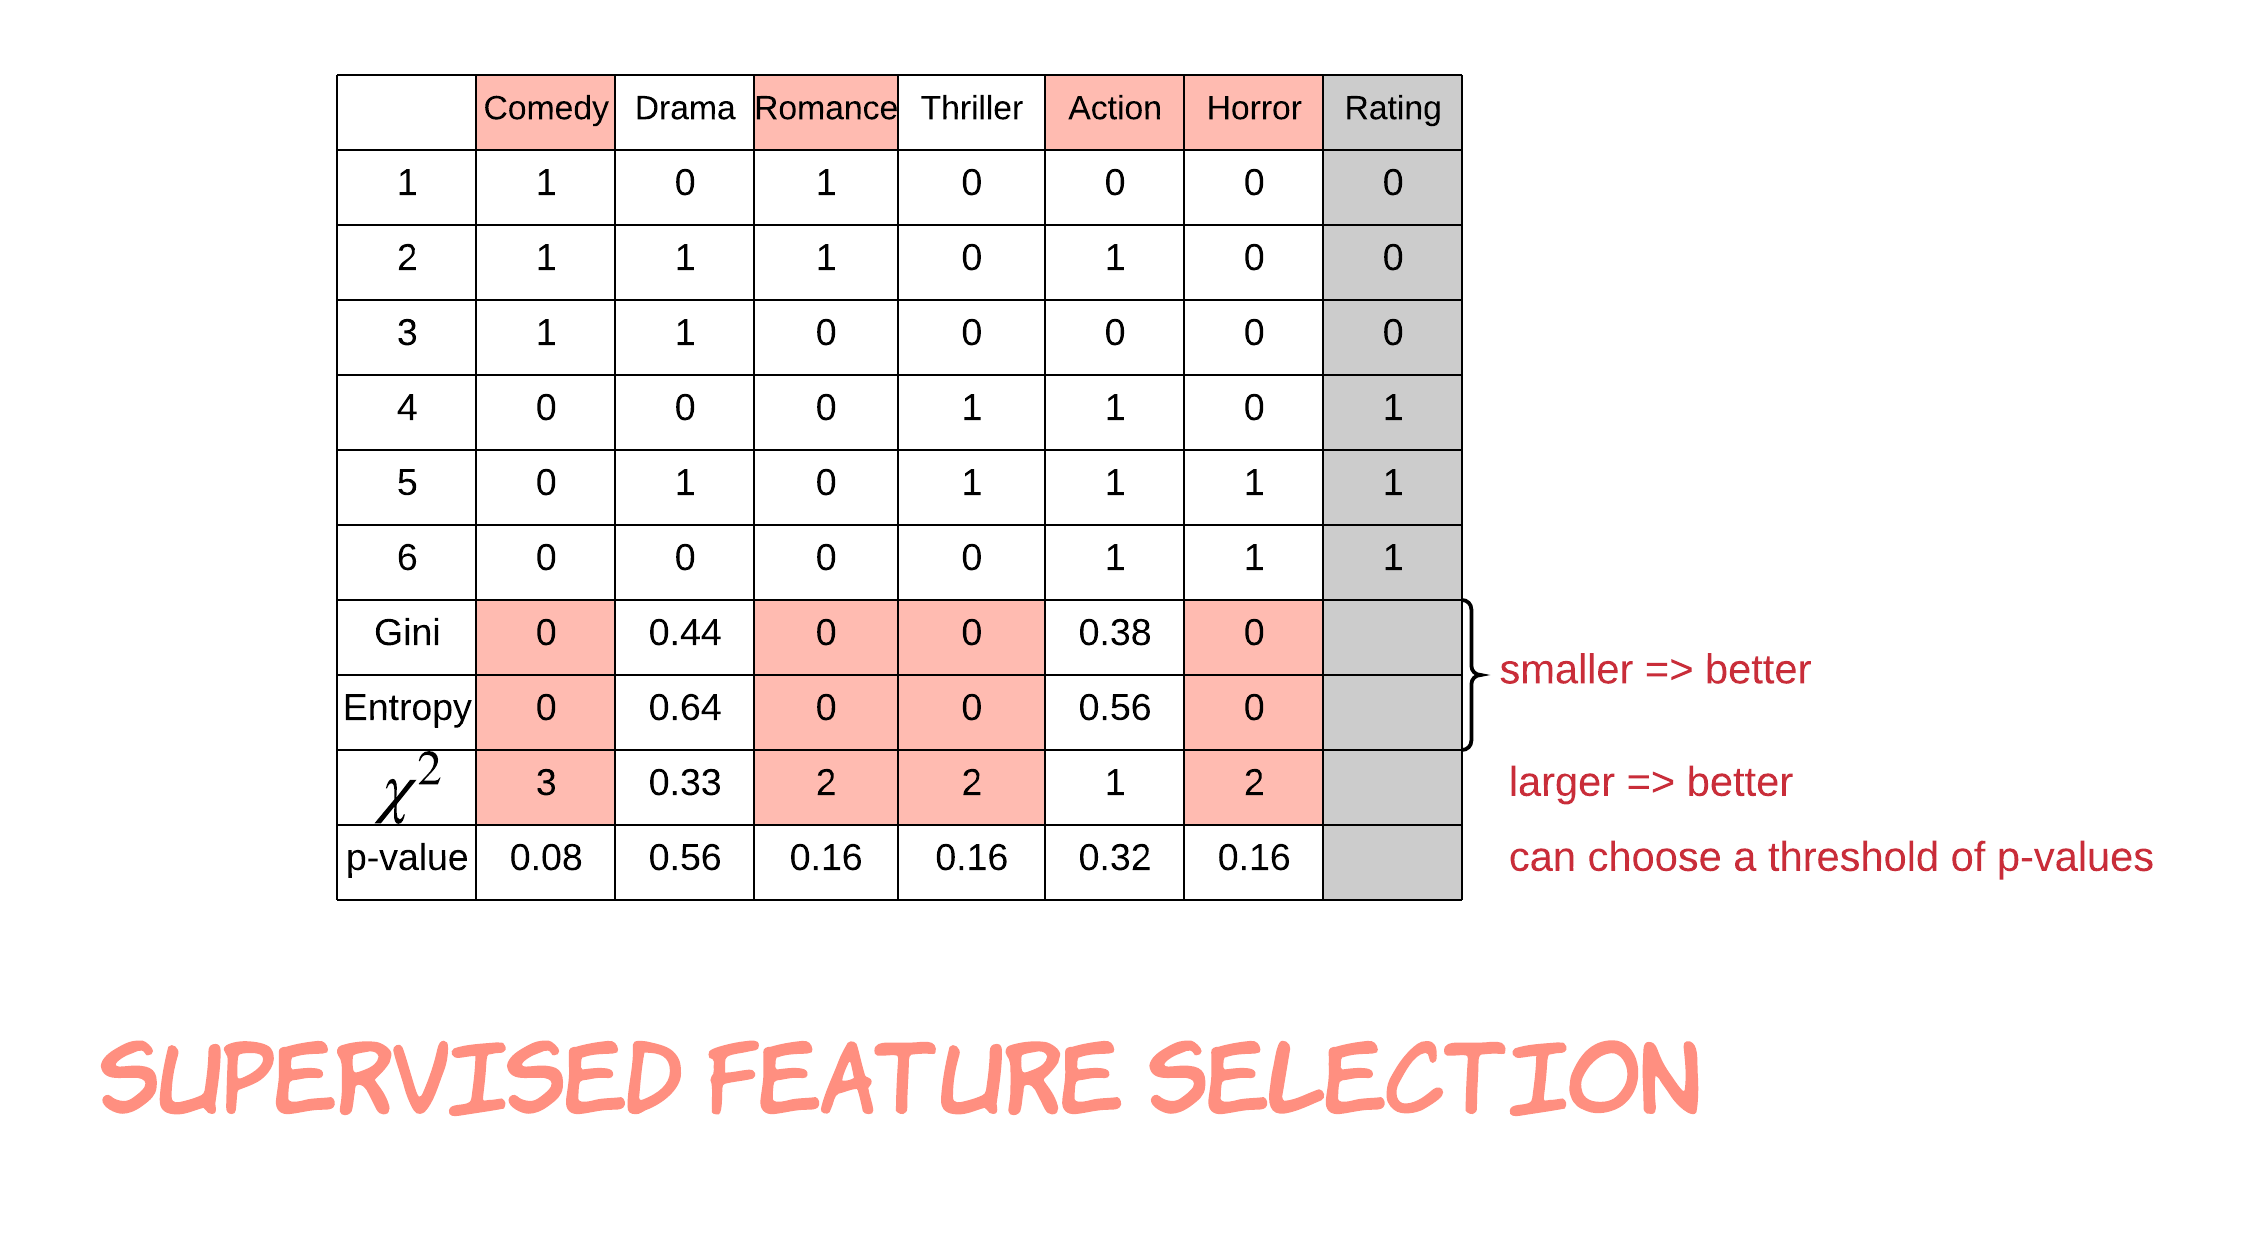 Comedy Drama Romance Thriller Action Horror Rating
1 1 0 1 0 0 0 0
2 1 1 1 0 1 0 0
3 1 1 0 0 0 0 0
4 0 0 0 1 1 0 1
5 0 1 0 1 1 1 1
6 0 0 0 0 1 1 1
Gini 0 0.44 0 0 0.38 0
smaller => better
Entropy 0 0.64 0 0 0.56 0
χ² 3 0.33 2 2 1 2 larger => better
p-value 0.08 0.56 0.16 0.16 0.32 0.16 can choose a threshold of p-values
SUPERVISED FEATURE SELECTION